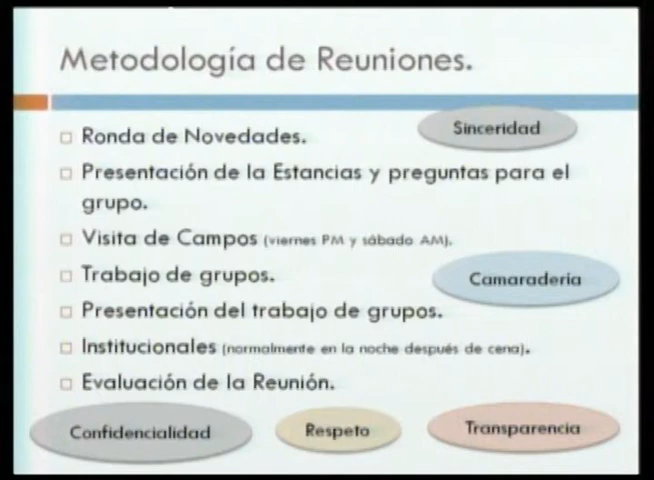 Metodología de Reuniones.
Sinceridad
Ronda de Novedades.
Presentación de la Estancias y preguntas para el
grupo.
Visita de Campos (viernes PM y sábado AM).
Trabajo de grupos.
Camaradería
Presentación del trabajo de grupos.
Institucionales (normalmente en la noche después de cena).
Evaluación de la Reunión.
Confidencialidad
Respeto
Transparencia